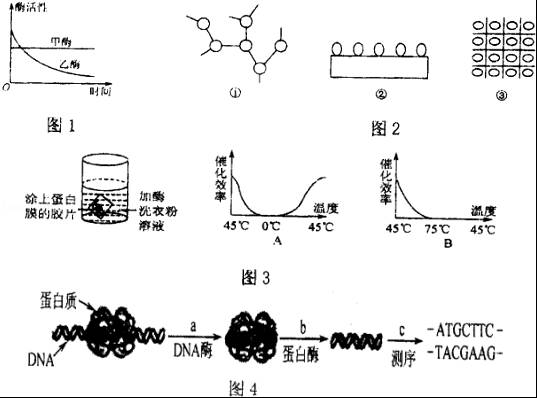 酶活性
甲酶
乙酶
O
时间
图1
①
②
③
图2
涂上蛋白
膜的胶片
加酶
洗衣粉
溶液
催化效率
温度
45℃ 0℃ 45℃
A
催化效率
温度
45℃ 75℃ 45℃
B
图3
蛋白质
DNA
a
DNA酶
b
蛋白酶
c
测序
-ATGCTTC-
-TACGAAG-
图4